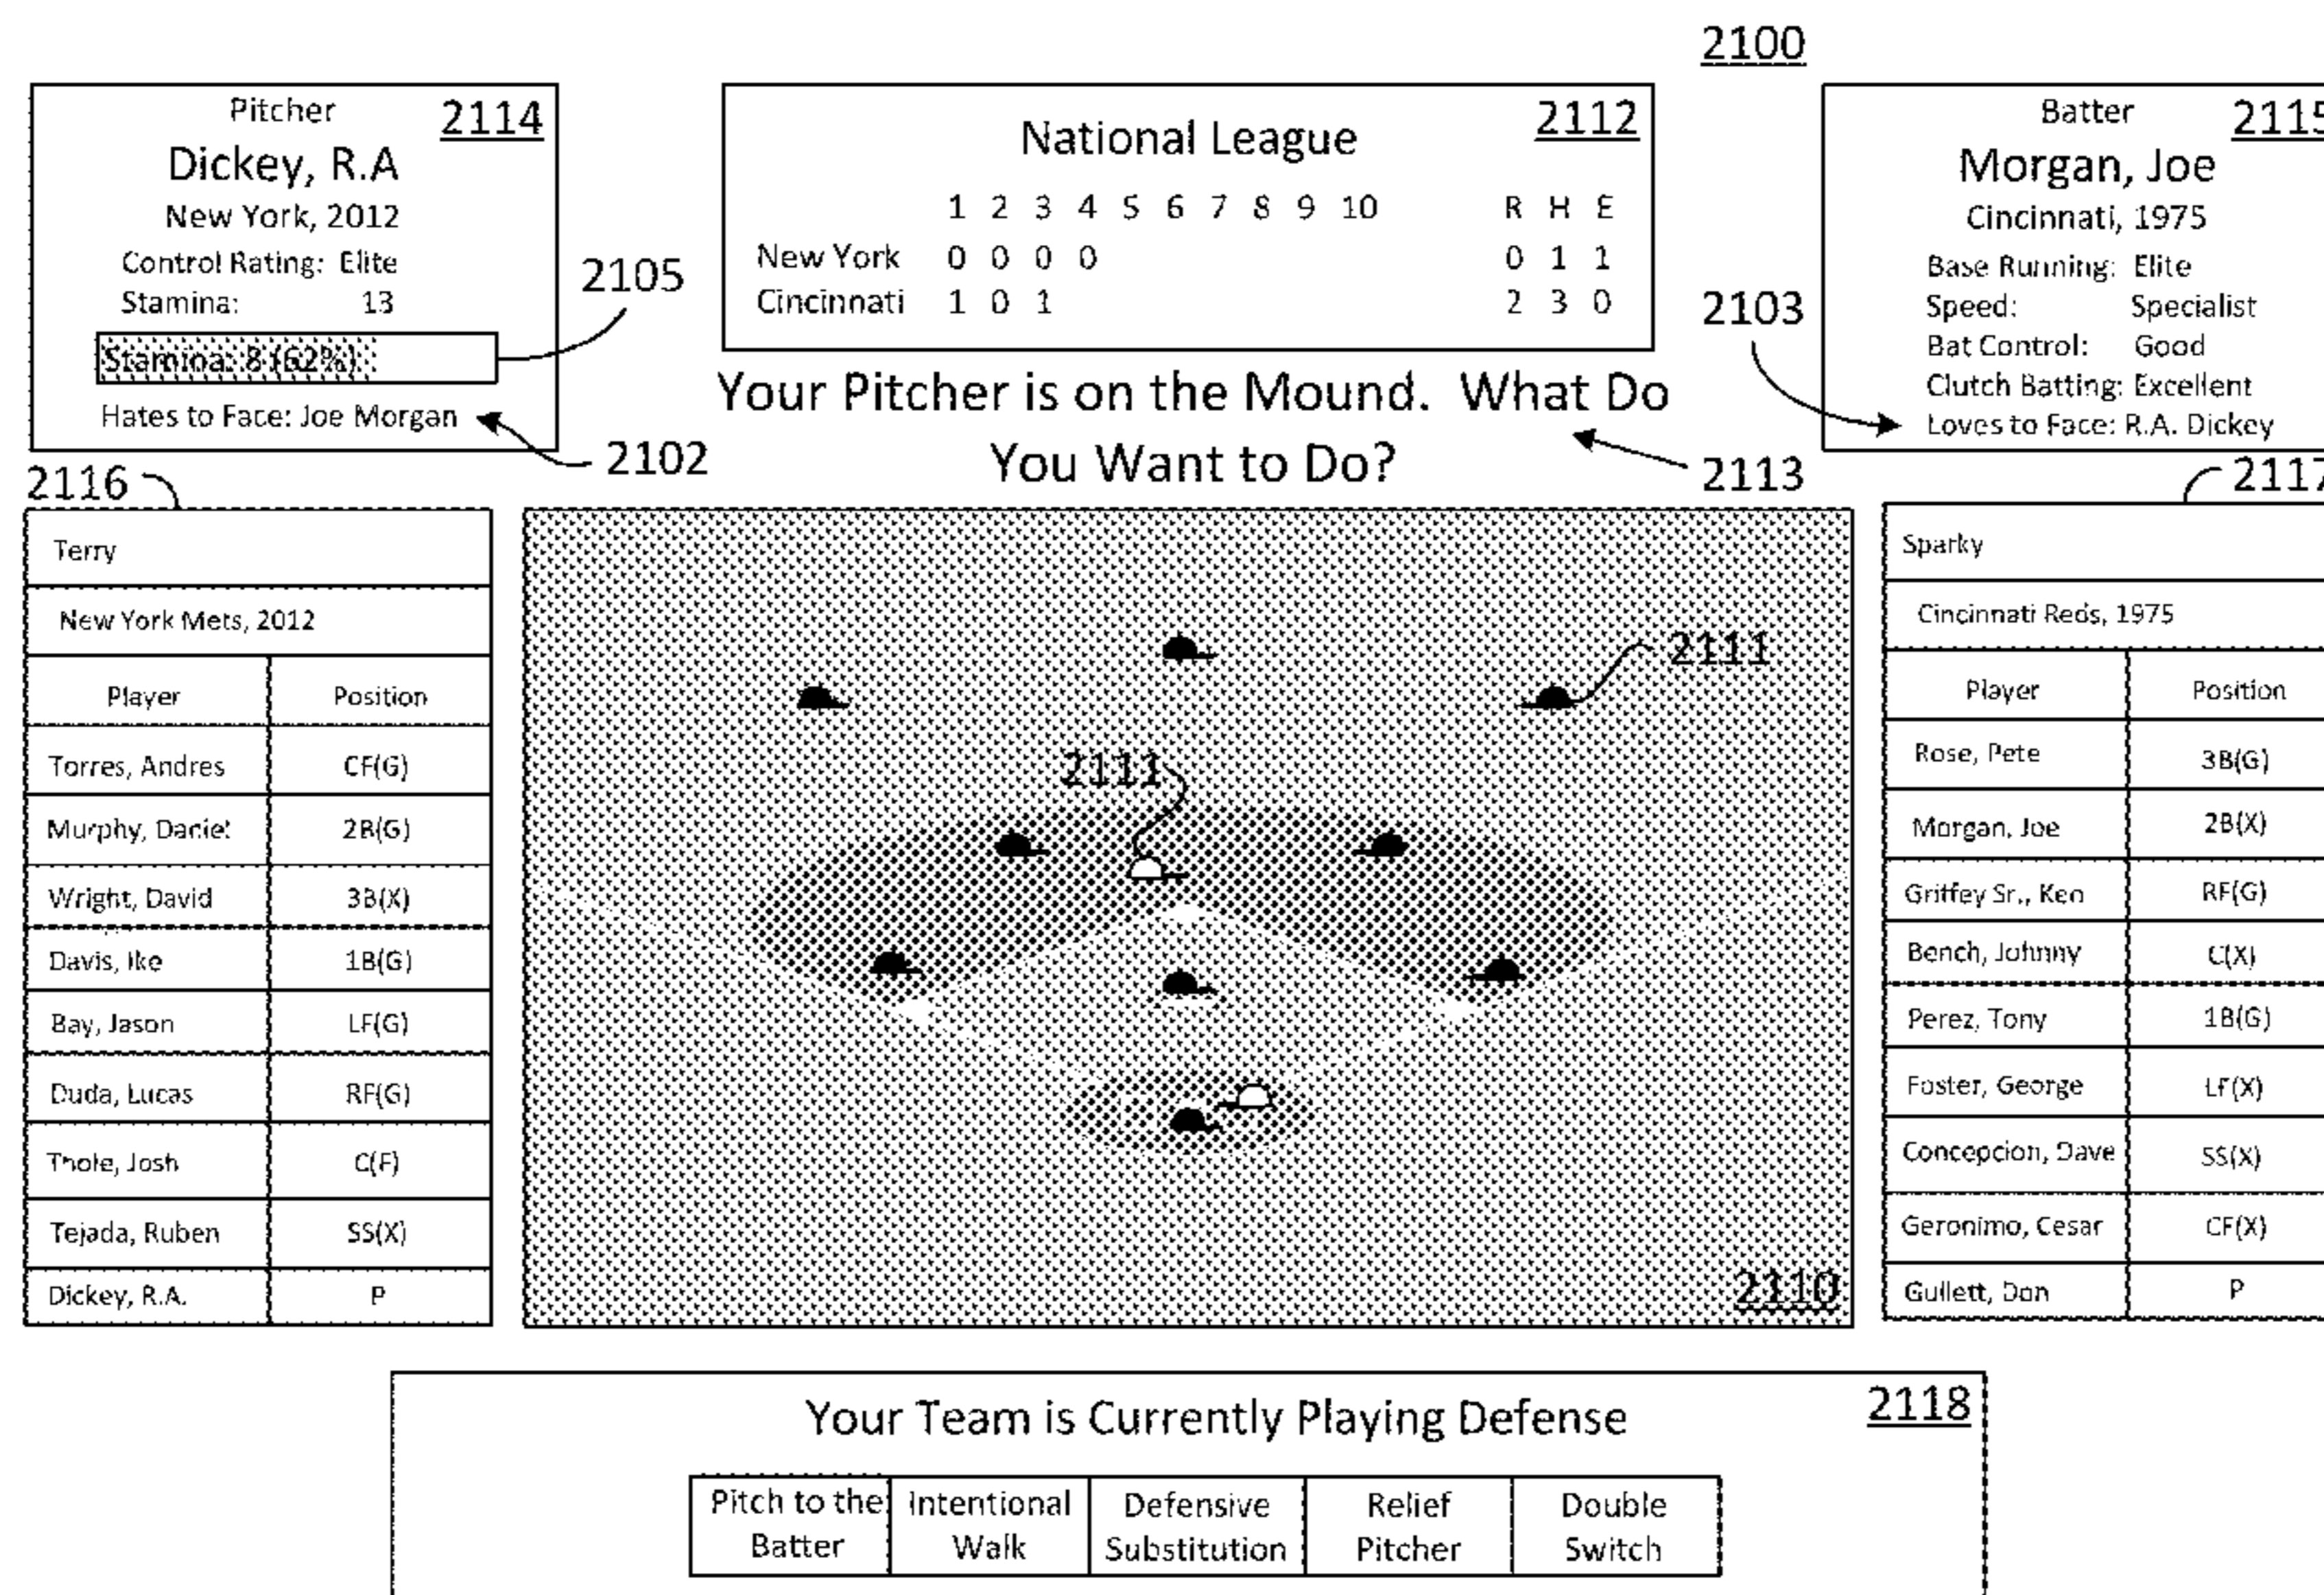 2100
Pitcher 2114
Dickey, R.A
New York, 2012
Control Rating: Elite
Stamina: 13
Stamina: 8 (62%)
Hates to Face: Joe Morgan
2105
2102
National League 2112
1 2 3 4 5 6 7 8 9 10 R H E
New York 0 0 0 0 0 1 1
Cincinnati 1 0 1 2 3 0
Your Pitcher is on the Mound. What Do
You Want to Do?
2113
2103
Batter 2115
Morgan, Joe
Cincinnati, 1975
Base Running: Elite
Speed: Specialist
Bat Control: Good
Clutch Batting: Excellent
Loves to Face: R.A. Dickey
2116
Terry
New York Mets, 2012
Player Position
Torres, Andres CF(G)
Murphy, Daniel 2B(G)
Wright, David 3B(X)
Davis, Ike 1B(G)
Bay, Jason LF(G)
Duda, Lucas RF(G)
Thole, Josh C(F)
Tejada, Ruben SS(X)
Dickey, R.A. P
2111
2111
2110
2117
Sparky
Cincinnati Reds, 1975
Player Position
Rose, Pete 3B(G)
Morgan, Joe 2B(X)
Griffey Sr., Ken RF(G)
Bench, Johnny C(X)
Perez, Tony 1B(G)
Foster, George LF(X)
Concepcion, Dave SS(X)
Geronimo, Cesar CF(X)
Gullett, Don P
Your Team is Currently Playing Defense 2118
Pitch to the Batter
Intentional Walk
Defensive Substitution
Relief Pitcher
Double Switch